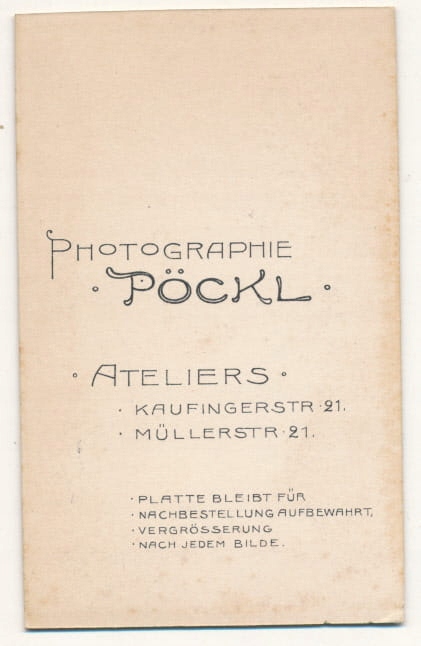 PHOTOGRAPHIE
· PÖCKL ·
· ATELIERS ·
· KAUFINGERSTR · 21.
· MÜLLERSTR · 21.
· PLATTE BLEIBT FÜR
· NACHBESTELLUNG AUFBEWAHRT,
· VERGRÖSSERUNG
· NACH JEDEM BILDE.